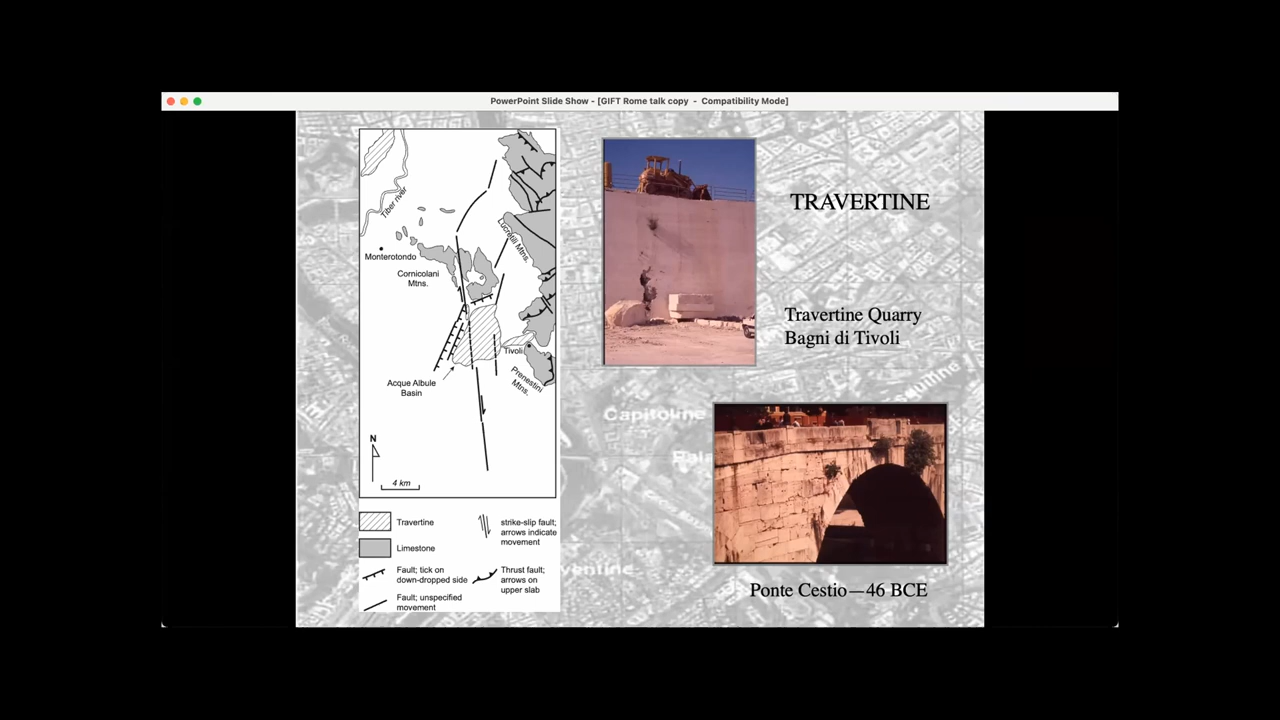 PowerPoint Slide Show - [GIFT Rome talk copy - Compatibility Mode]
Tiber river
Monterotondo
Cornicolani
Mtns.
Lucretili Mtns.
Tivoli
Prenestini
Mtns.
Acque Albule
Basin
N
4 km
Travertine
Limestone
Fault; tick on
down-dropped side
Fault; unspecified
movement
strike-slip fault;
arrows indicate
movement
Thrust fault;
arrows on
upper slab
TRAVERTINE
Travertine Quarry
Bagni di Tivoli
Capitoline
Ponte Cestio—46 BCE